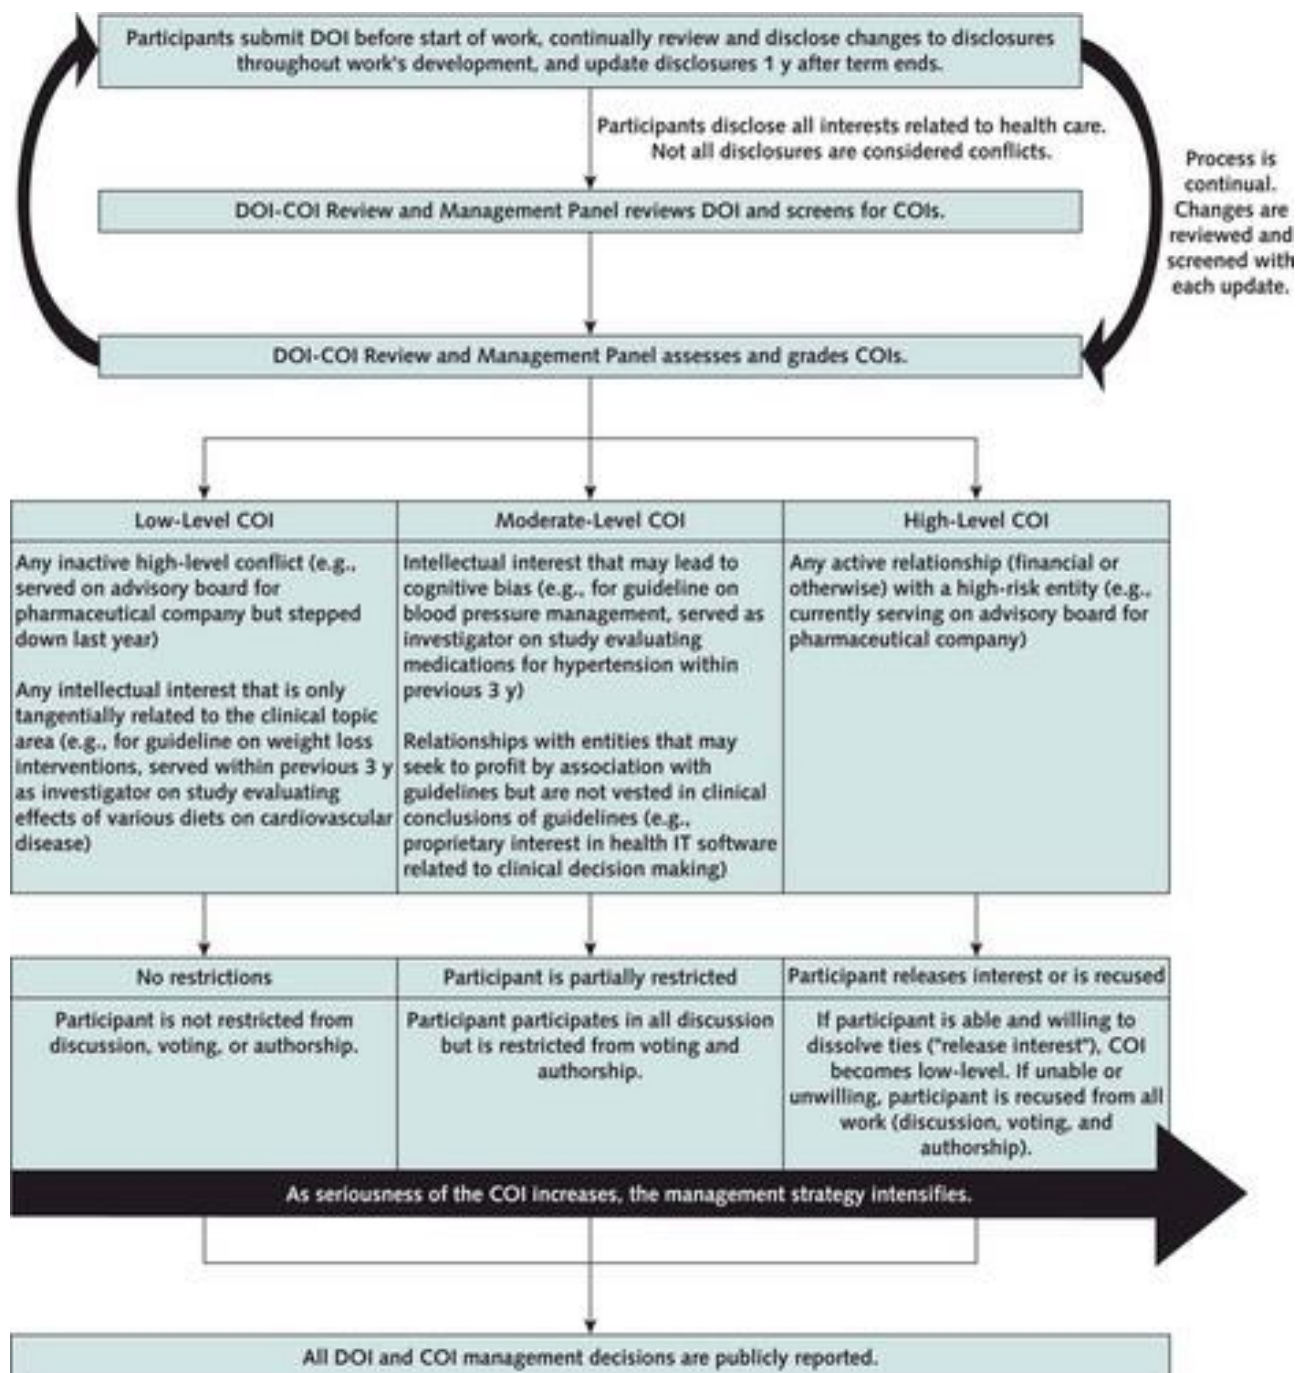 Participants submit DOI before start of work, continually review and disclose changes to disclosures
throughout work's development, and update disclosures 1 y after term ends.
Participants disclose all interests related to health care.
Not all disclosures are considered conflicts.
Process is
continual.
Changes are
reviewed and
screened with
each update.
DOI-COI Review and Management Panel reviews DOI and screens for COIs.
DOI-COI Review and Management Panel assesses and grades COIs.
Low-Level COI
Any inactive high-level conflict (e.g.,
served on advisory board for
pharmaceutical company but stepped
down last year)
Any intellectual interest that is only
tangentially related to the clinical topic
area (e.g., for guideline on weight loss
interventions, served within previous 3 y
as investigator on study evaluating
effects of various diets on cardiovascular
disease)
Moderate-Level COI
Intellectual interest that may lead to
cognitive bias (e.g., for guideline on
blood pressure management, served as
investigator on study evaluating
medications for hypertension within
previous 3 y)
Relationships with entities that may
seek to profit by association with
guidelines but are not vested in clinical
conclusions of guidelines (e.g.,
proprietary interest in health IT software
related to clinical decision making)
High-Level COI
Any active relationship (financial or
otherwise) with a high-risk entity (e.g.,
currently serving on advisory board for
pharmaceutical company)
No restrictions
Participant is not restricted from
discussion, voting, or authorship.
Participant is partially restricted
Participant participates in all discussion
but is restricted from voting and
authorship.
Participant releases interest or is recused
If participant is able and willing to
dissolve ties ("release interest"), COI
becomes low-level. If unable or
unwilling, participant is recused from all
work (discussion, voting, and
authorship).
As seriousness of the COI increases, the management strategy intensifies.
All DOI and COI management decisions are publicly reported.